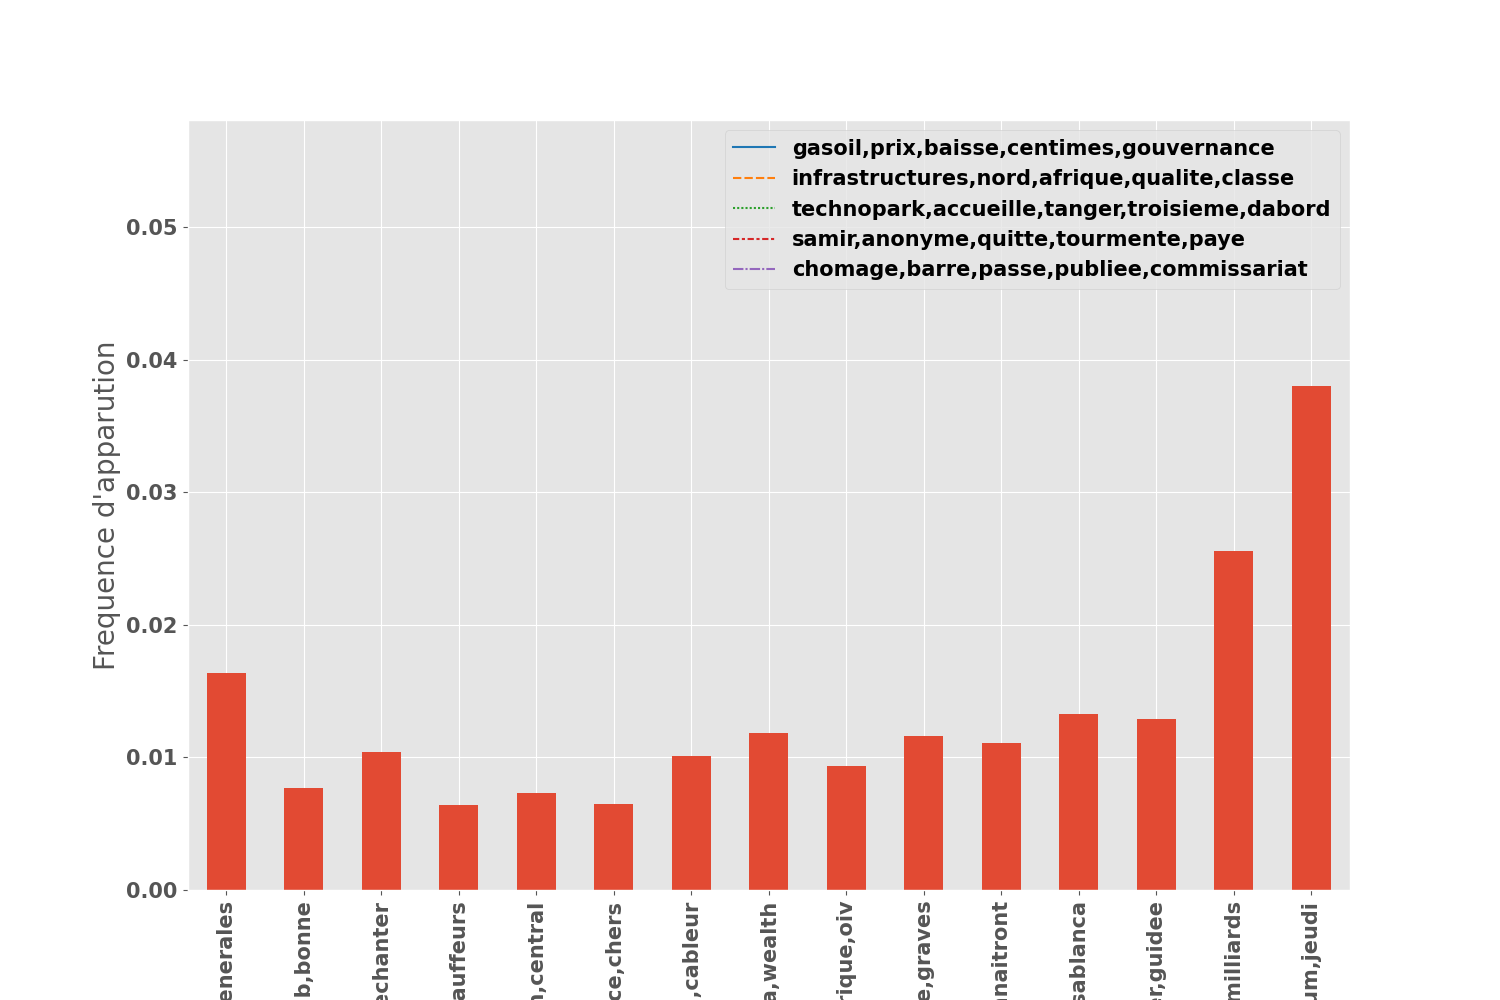 gasoil,prix,baisse,centimes,gouvernance
infrastructures,nord,afrique,qualite,classe
technopark,accueille,tanger,troisieme,dabord
samir,anonyme,quitte,tourmente,paye
chomage,barre,passe,publiee,commissariat
Frequence d'apparution
0.05
0.04
0.03
0.02
0.01
0.00
enerales
b,bonne
echanter
auffeurs
n,central
ce,chers
,cableur
a,wealth
rique,oiv
e,graves
naitront
sablanca
er,guidee
milliards
um,jeudi